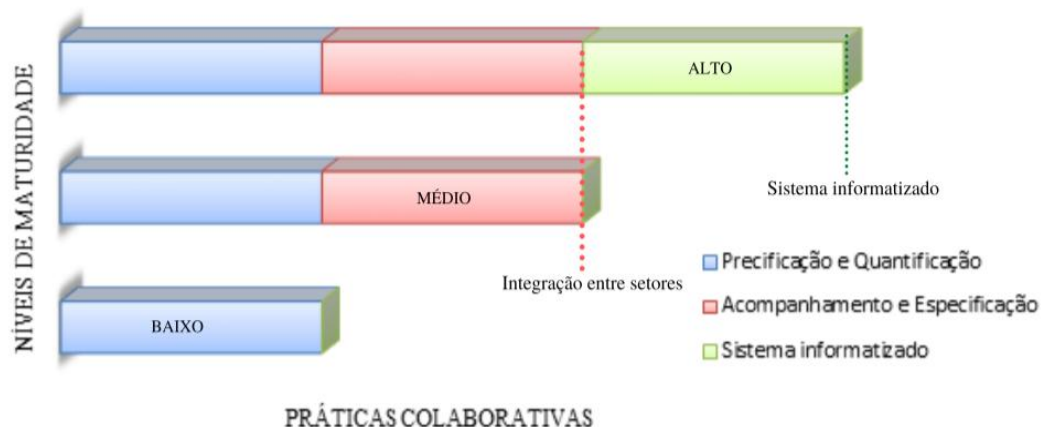 NÍVEIS DE MATURIDADE
ALTO
MÉDIO
BAIXO
Sistema informatizado
Integração entre setores
Precificação e Quantificação
Acompanhamento e Especificação
Sistema informatizado
PRÁTICAS COLABORATIVAS